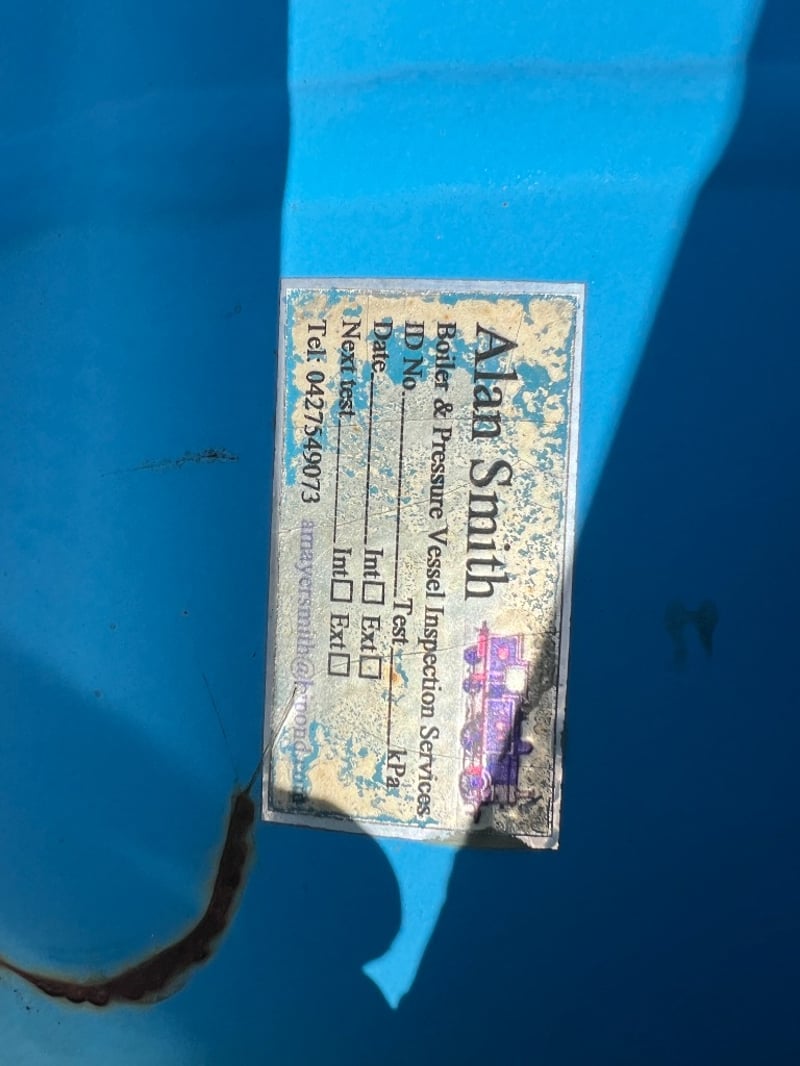 Alan Smith
Boiler & Pressure Vessel Inspection Services
ID No. Test kPa
Date Int Ext
Next test Int Ext
Tel: 0427549073